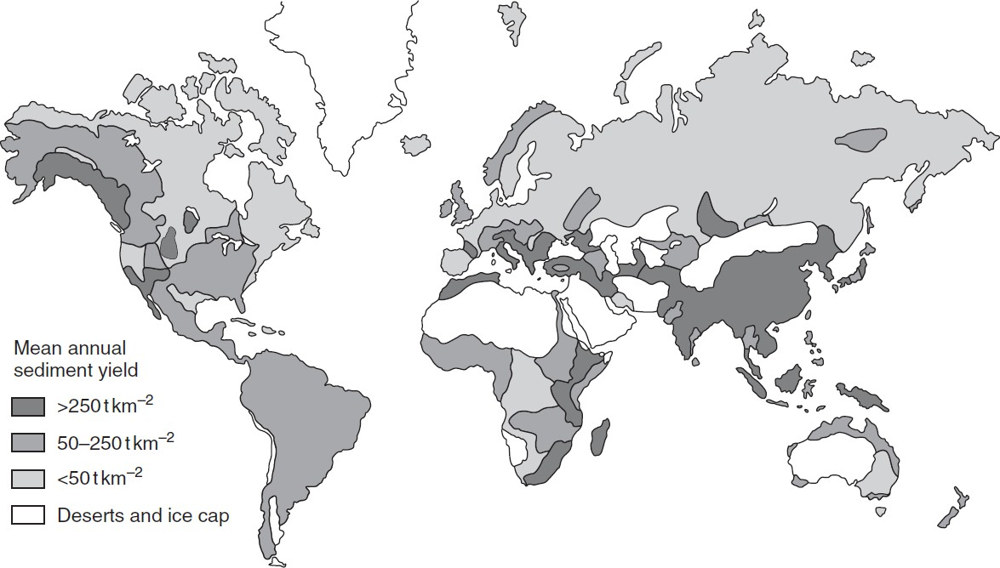 Mean annual
sediment yield
>250 t km⁻²
50–250 t km⁻²
<50 t km⁻²
Deserts and ice cap